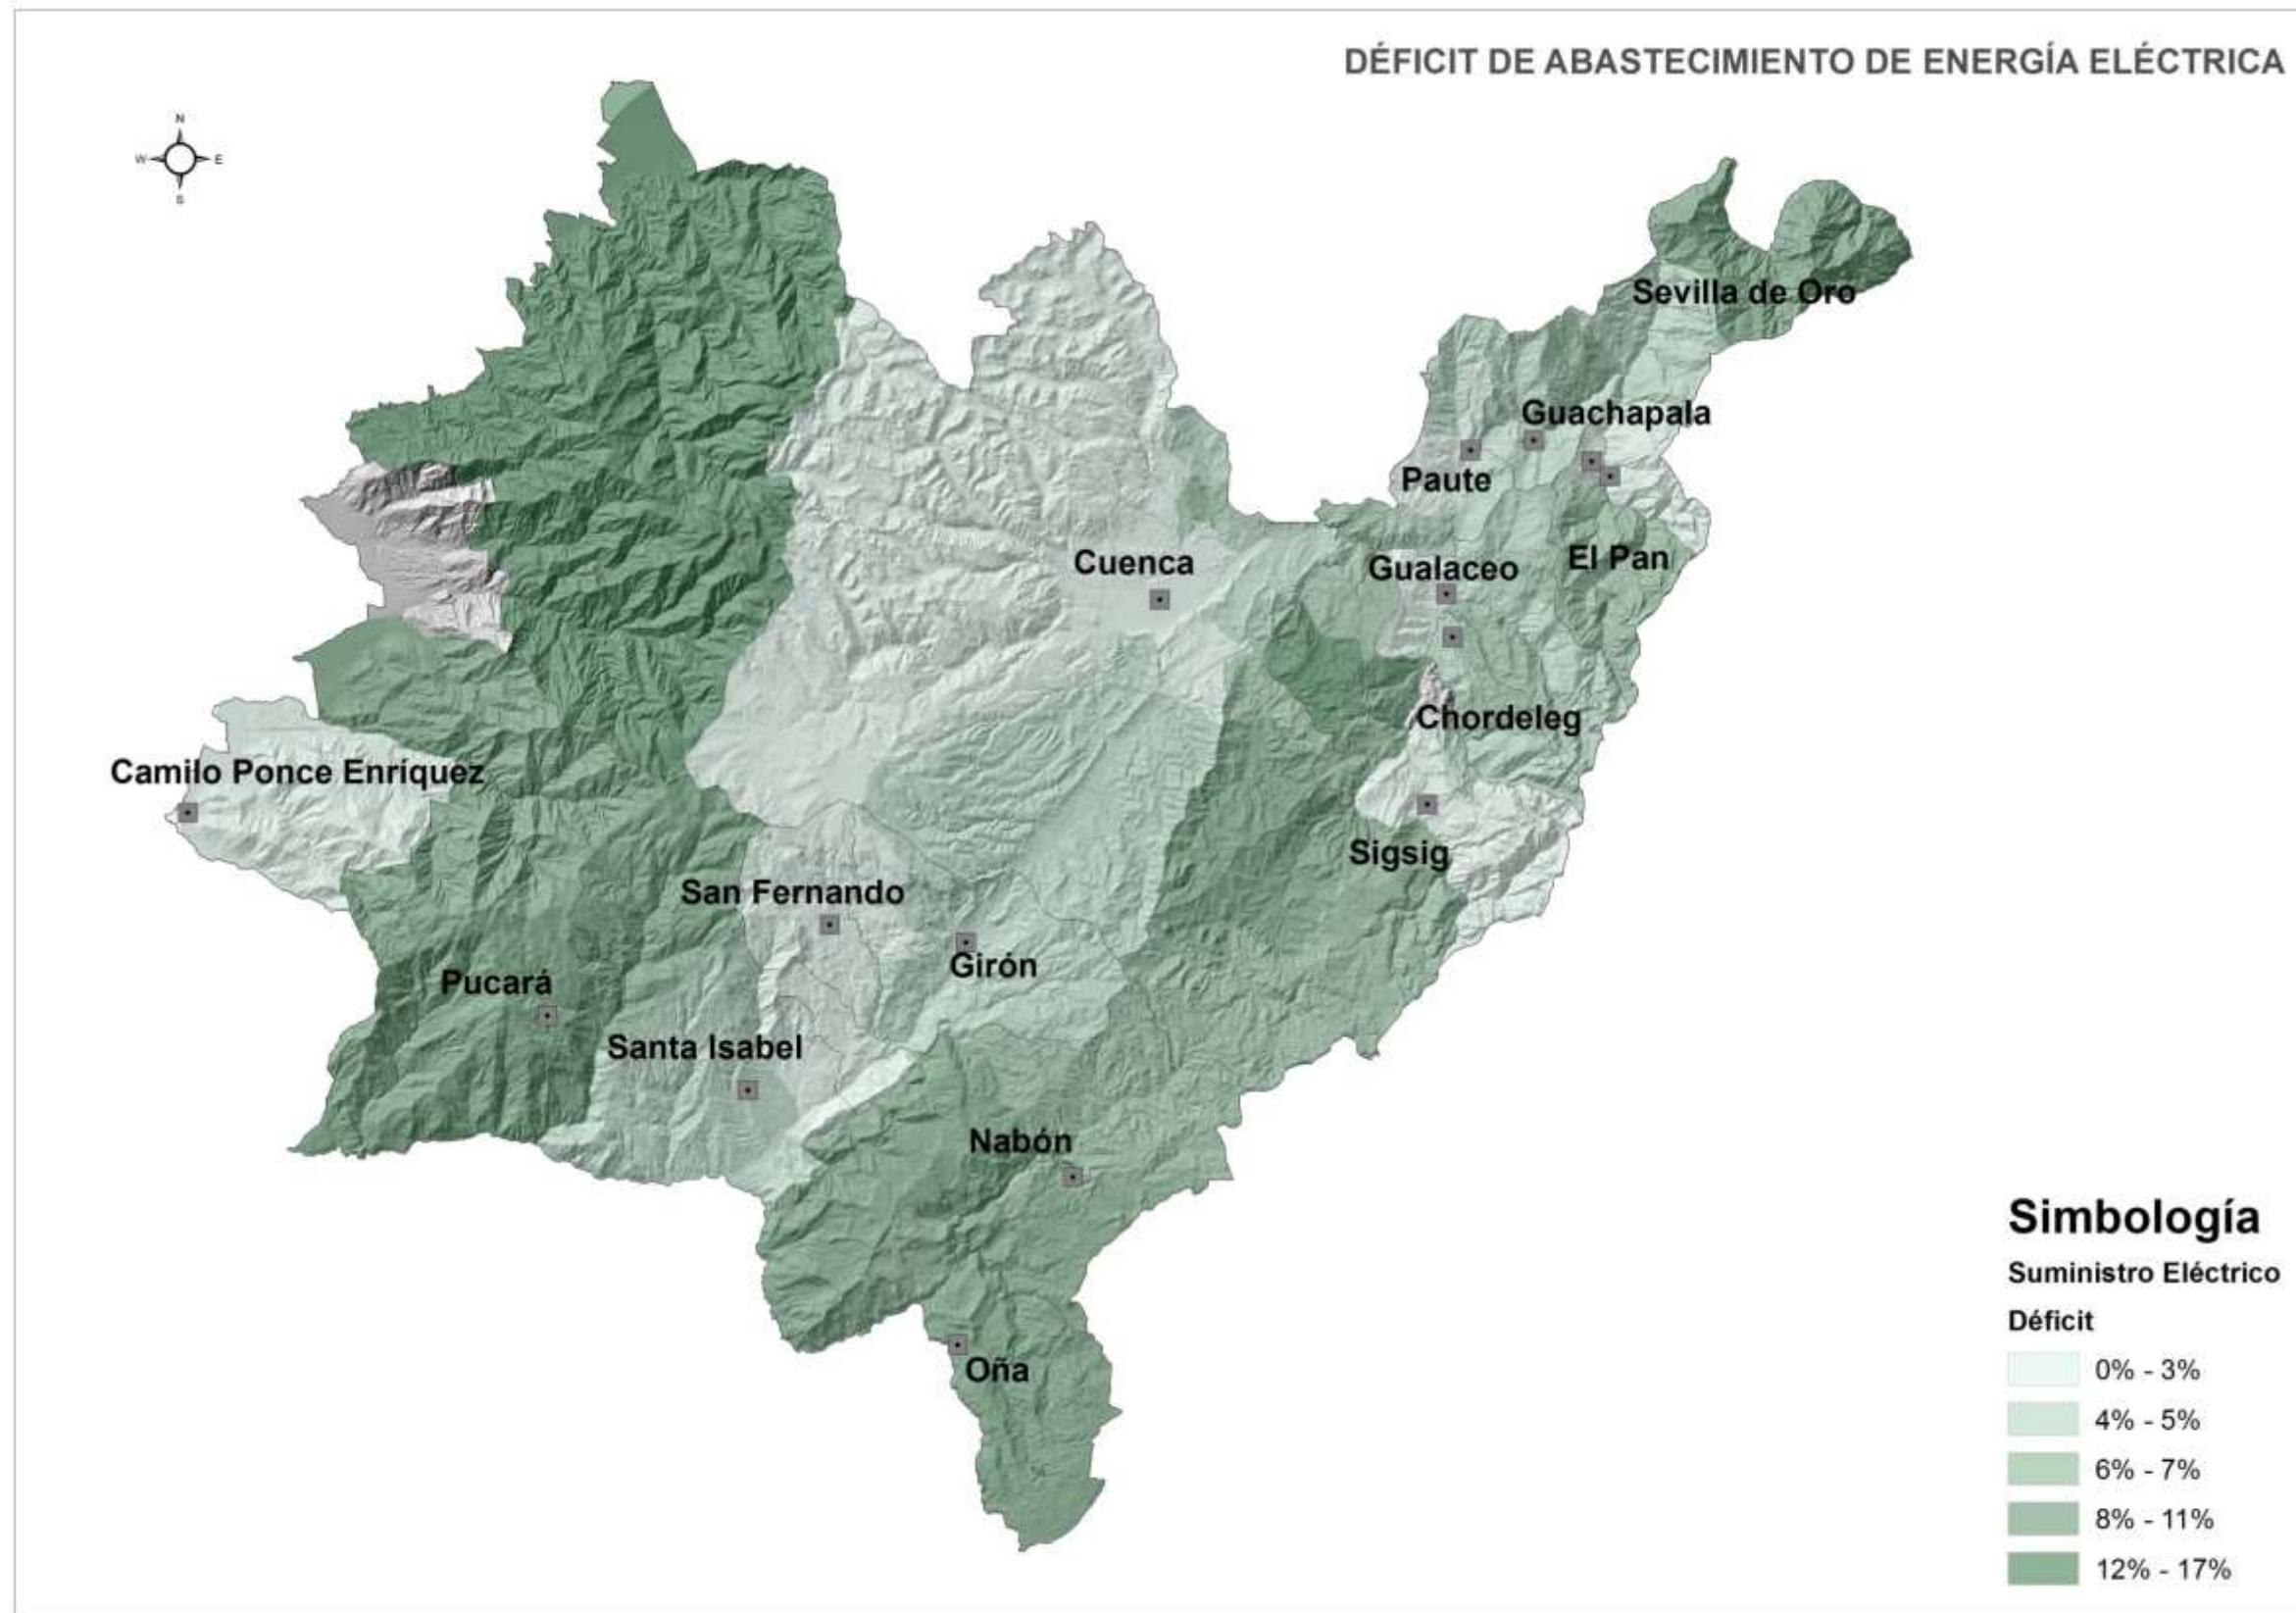 DÉFICIT DE ABASTECIMIENTO DE ENERGÍA ELÉCTRICA
N
W E
S
Sevilla de Oro
Guachapala
Paute
El Pan
Cuenca
Gualaceo
Chordeleg
Camilo Ponce Enríquez
Sigsig
San Fernando
Girón
Pucará
Santa Isabel
Nabón
Oña
Simbología
Suministro Eléctrico
Déficit
0% - 3%
4% - 5%
6% - 7%
8% - 11%
12% - 17%